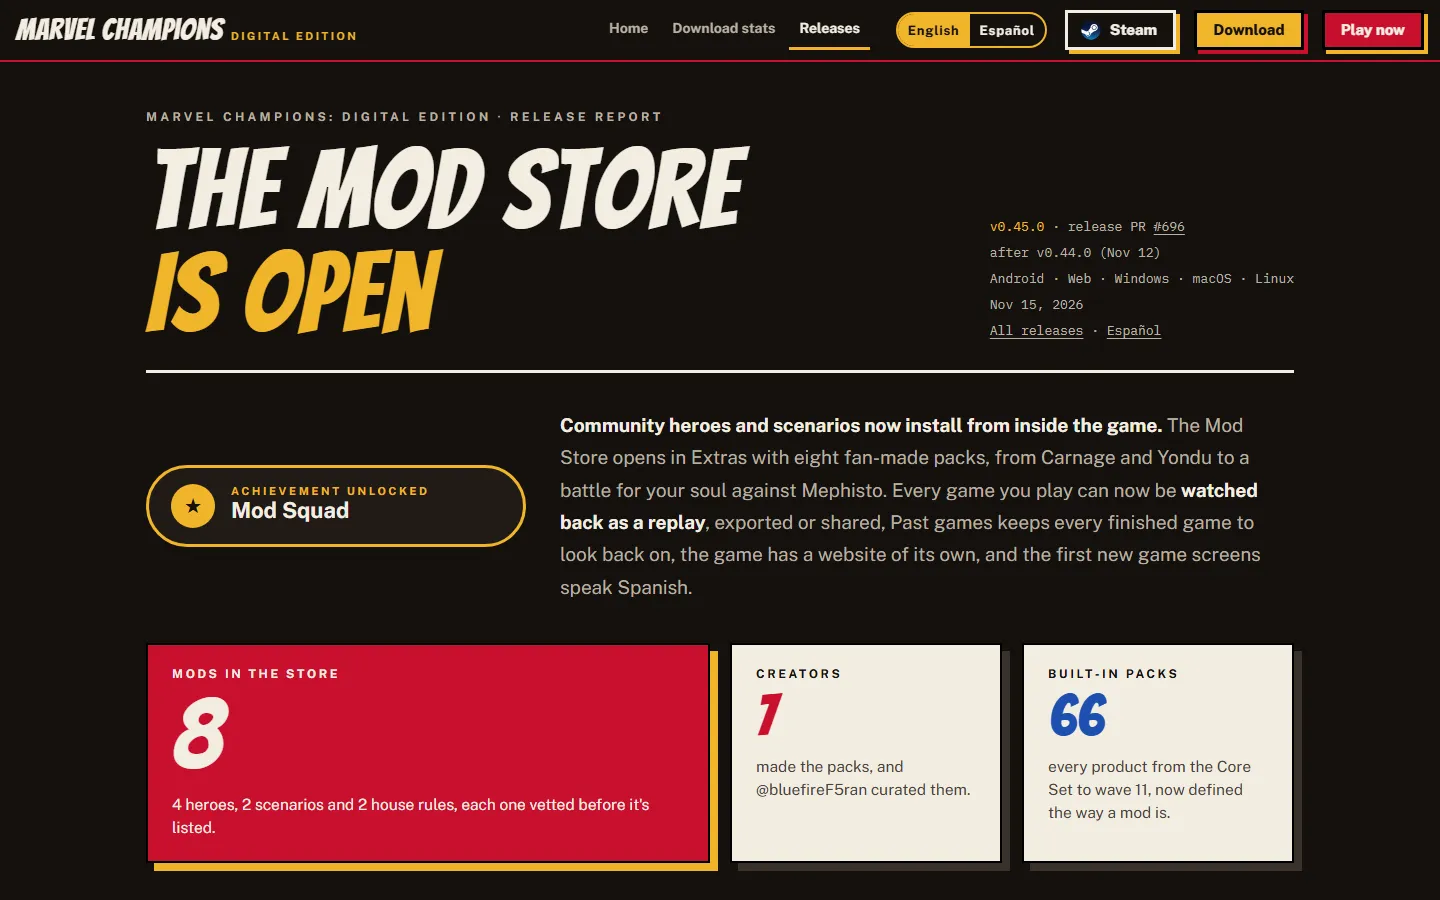 MARVEL CHAMPIONS DIGITAL EDITION
Home
Download stats
Releases
English
Español
Steam
Download
Play now
MARVEL CHAMPIONS: DIGITAL EDITION · RELEASE REPORT
THE MOD STORE
IS OPEN
v0.45.0 · release PR #696
after v0.44.0 (Nov 12)
Android · Web · Windows · macOS · Linux
Nov 15, 2026
All releases · Español
ACHIEVEMENT UNLOCKED
Mod Squad
Community heroes and scenarios now install from inside the game. The Mod
Store opens in Extras with eight fan-made packs, from Carnage and Yondu to a
battle for your soul against Mephisto. Every game you play can now be watched
back as a replay, exported or shared, Past games keeps every finished game to
look back on, the game has a website of its own, and the first new game screens
speak Spanish.
MODS IN THE STORE
8
4 heroes, 2 scenarios and 2 house rules, each one vetted before it's
listed.
CREATORS
7
made the packs, and
@bluefireF5ran curated them.
BUILT-IN PACKS
66
every product from the Core
Set to wave 11, now defined
the way a mod is.